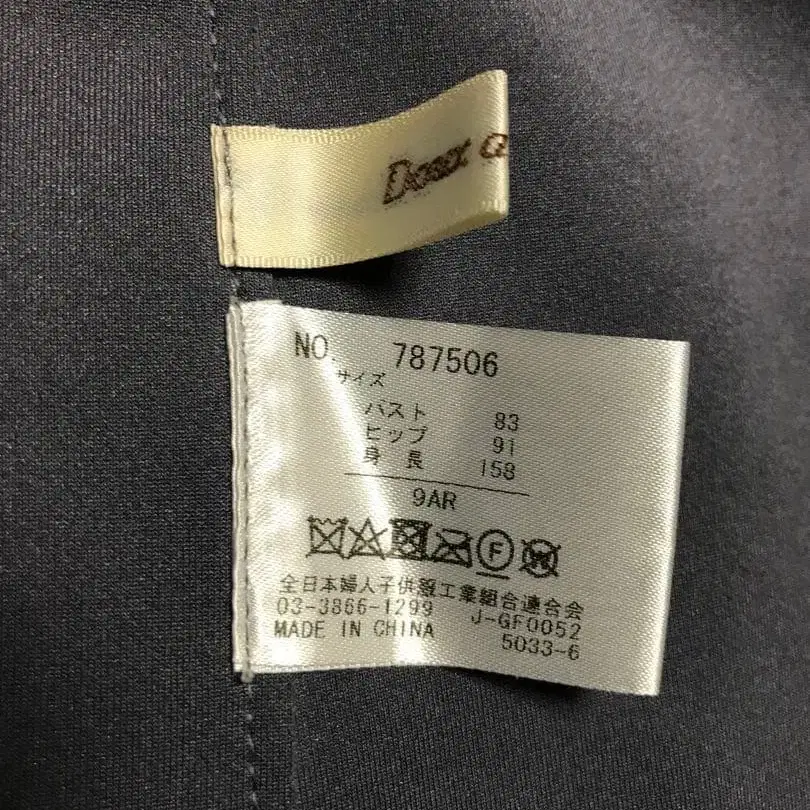 NO. 787506
サイズ
バスト 83
ヒップ 91
身長 158
9AR
F W
全日本婦人子供服工業組合連合会
03-3866-1299 J-GF0052
MADE IN CHINA 5033-6